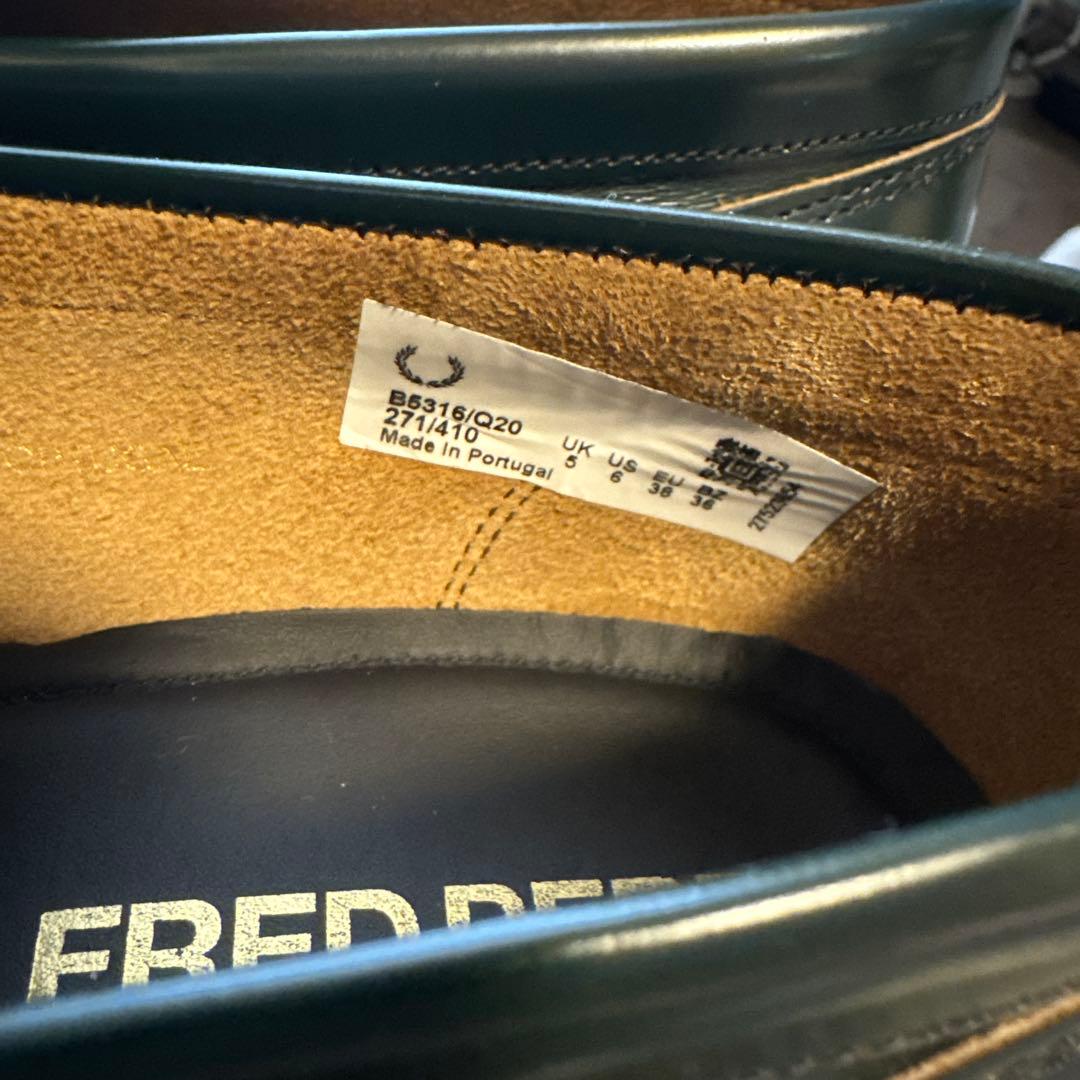 B5316/Q20
271/410
Made in Portugal
UK US EU BZ
5 6 38 36
FRED